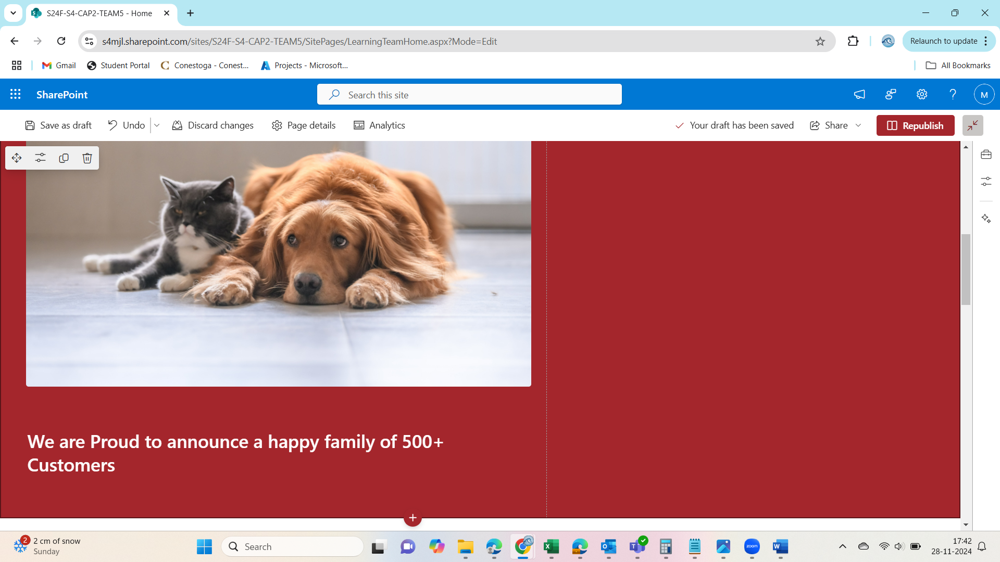 S24F-S4-CAP2-TEAM5 - Home
s4mjl.sharepoint.com/sites/S24F-S4-CAP2-TEAM5/SitePages/LearningTeamHome.aspx?Mode=Edit
Relaunch to update
Gmail
Student Portal
Conestoga - Conest...
Projects - Microsoft...
All Bookmarks
SharePoint
Search this site
M
Save as draft
Undo
Discard changes
Page details
Analytics
Your draft has been saved
Share
Republish
We are Proud to announce a happy family of 500+
Customers
2
2 cm of snow
Sunday
Search
zoom
17:42
28-11-2024